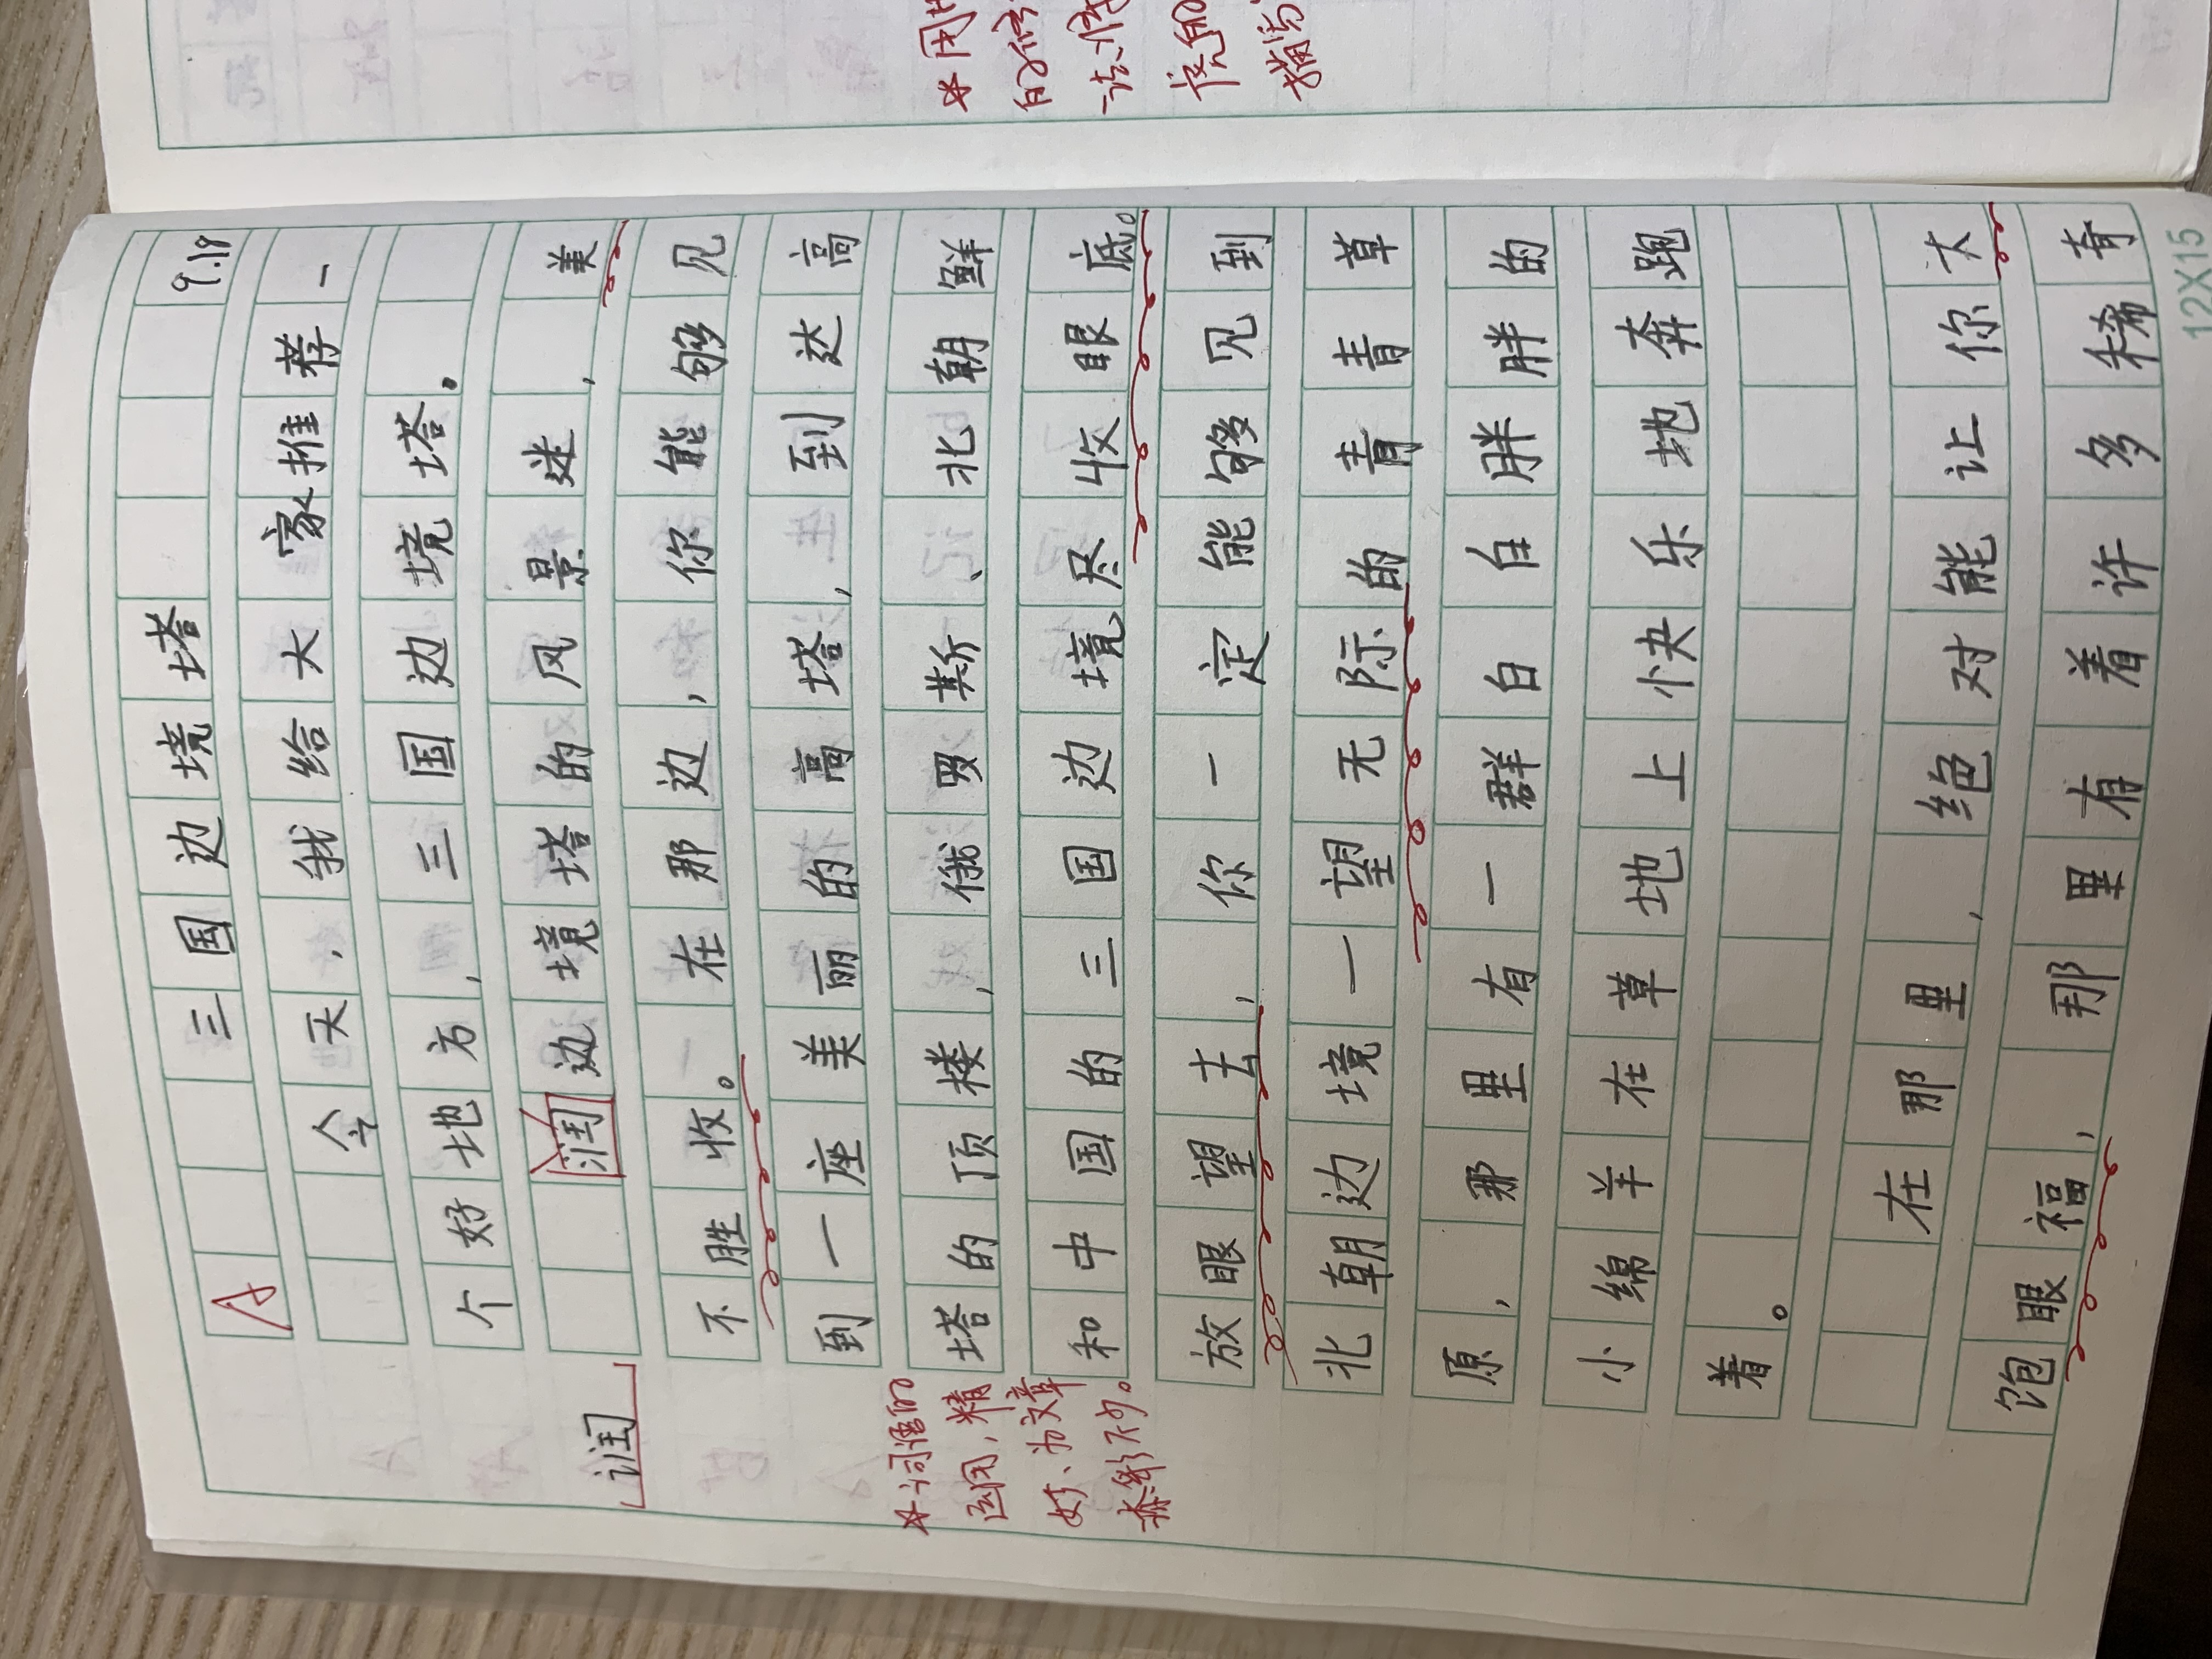 A 三国边境塔 9.18
今天，我给大家推荐一
个好地方，三国边境塔。
润边境塔的风景迷，美
润
不胜收。在那边，你能够见
到一座美丽的高塔，到达高
塔的顶楼，俄罗斯、北朝鲜
和中国的三国边境尽收眼底。
放眼望去，你一定能够见到
北朝边境一望无际的青青草
原，那里有一群白白胖胖的
小绵羊在草地上快乐地奔跑
着。
在那里，绝对能让你大
饱眼福，那里有着许多稀奇
☆词语的
运用，精
妙、为文章
添彩不少。
☆用
的修
法，将
虎的
描写
12X15